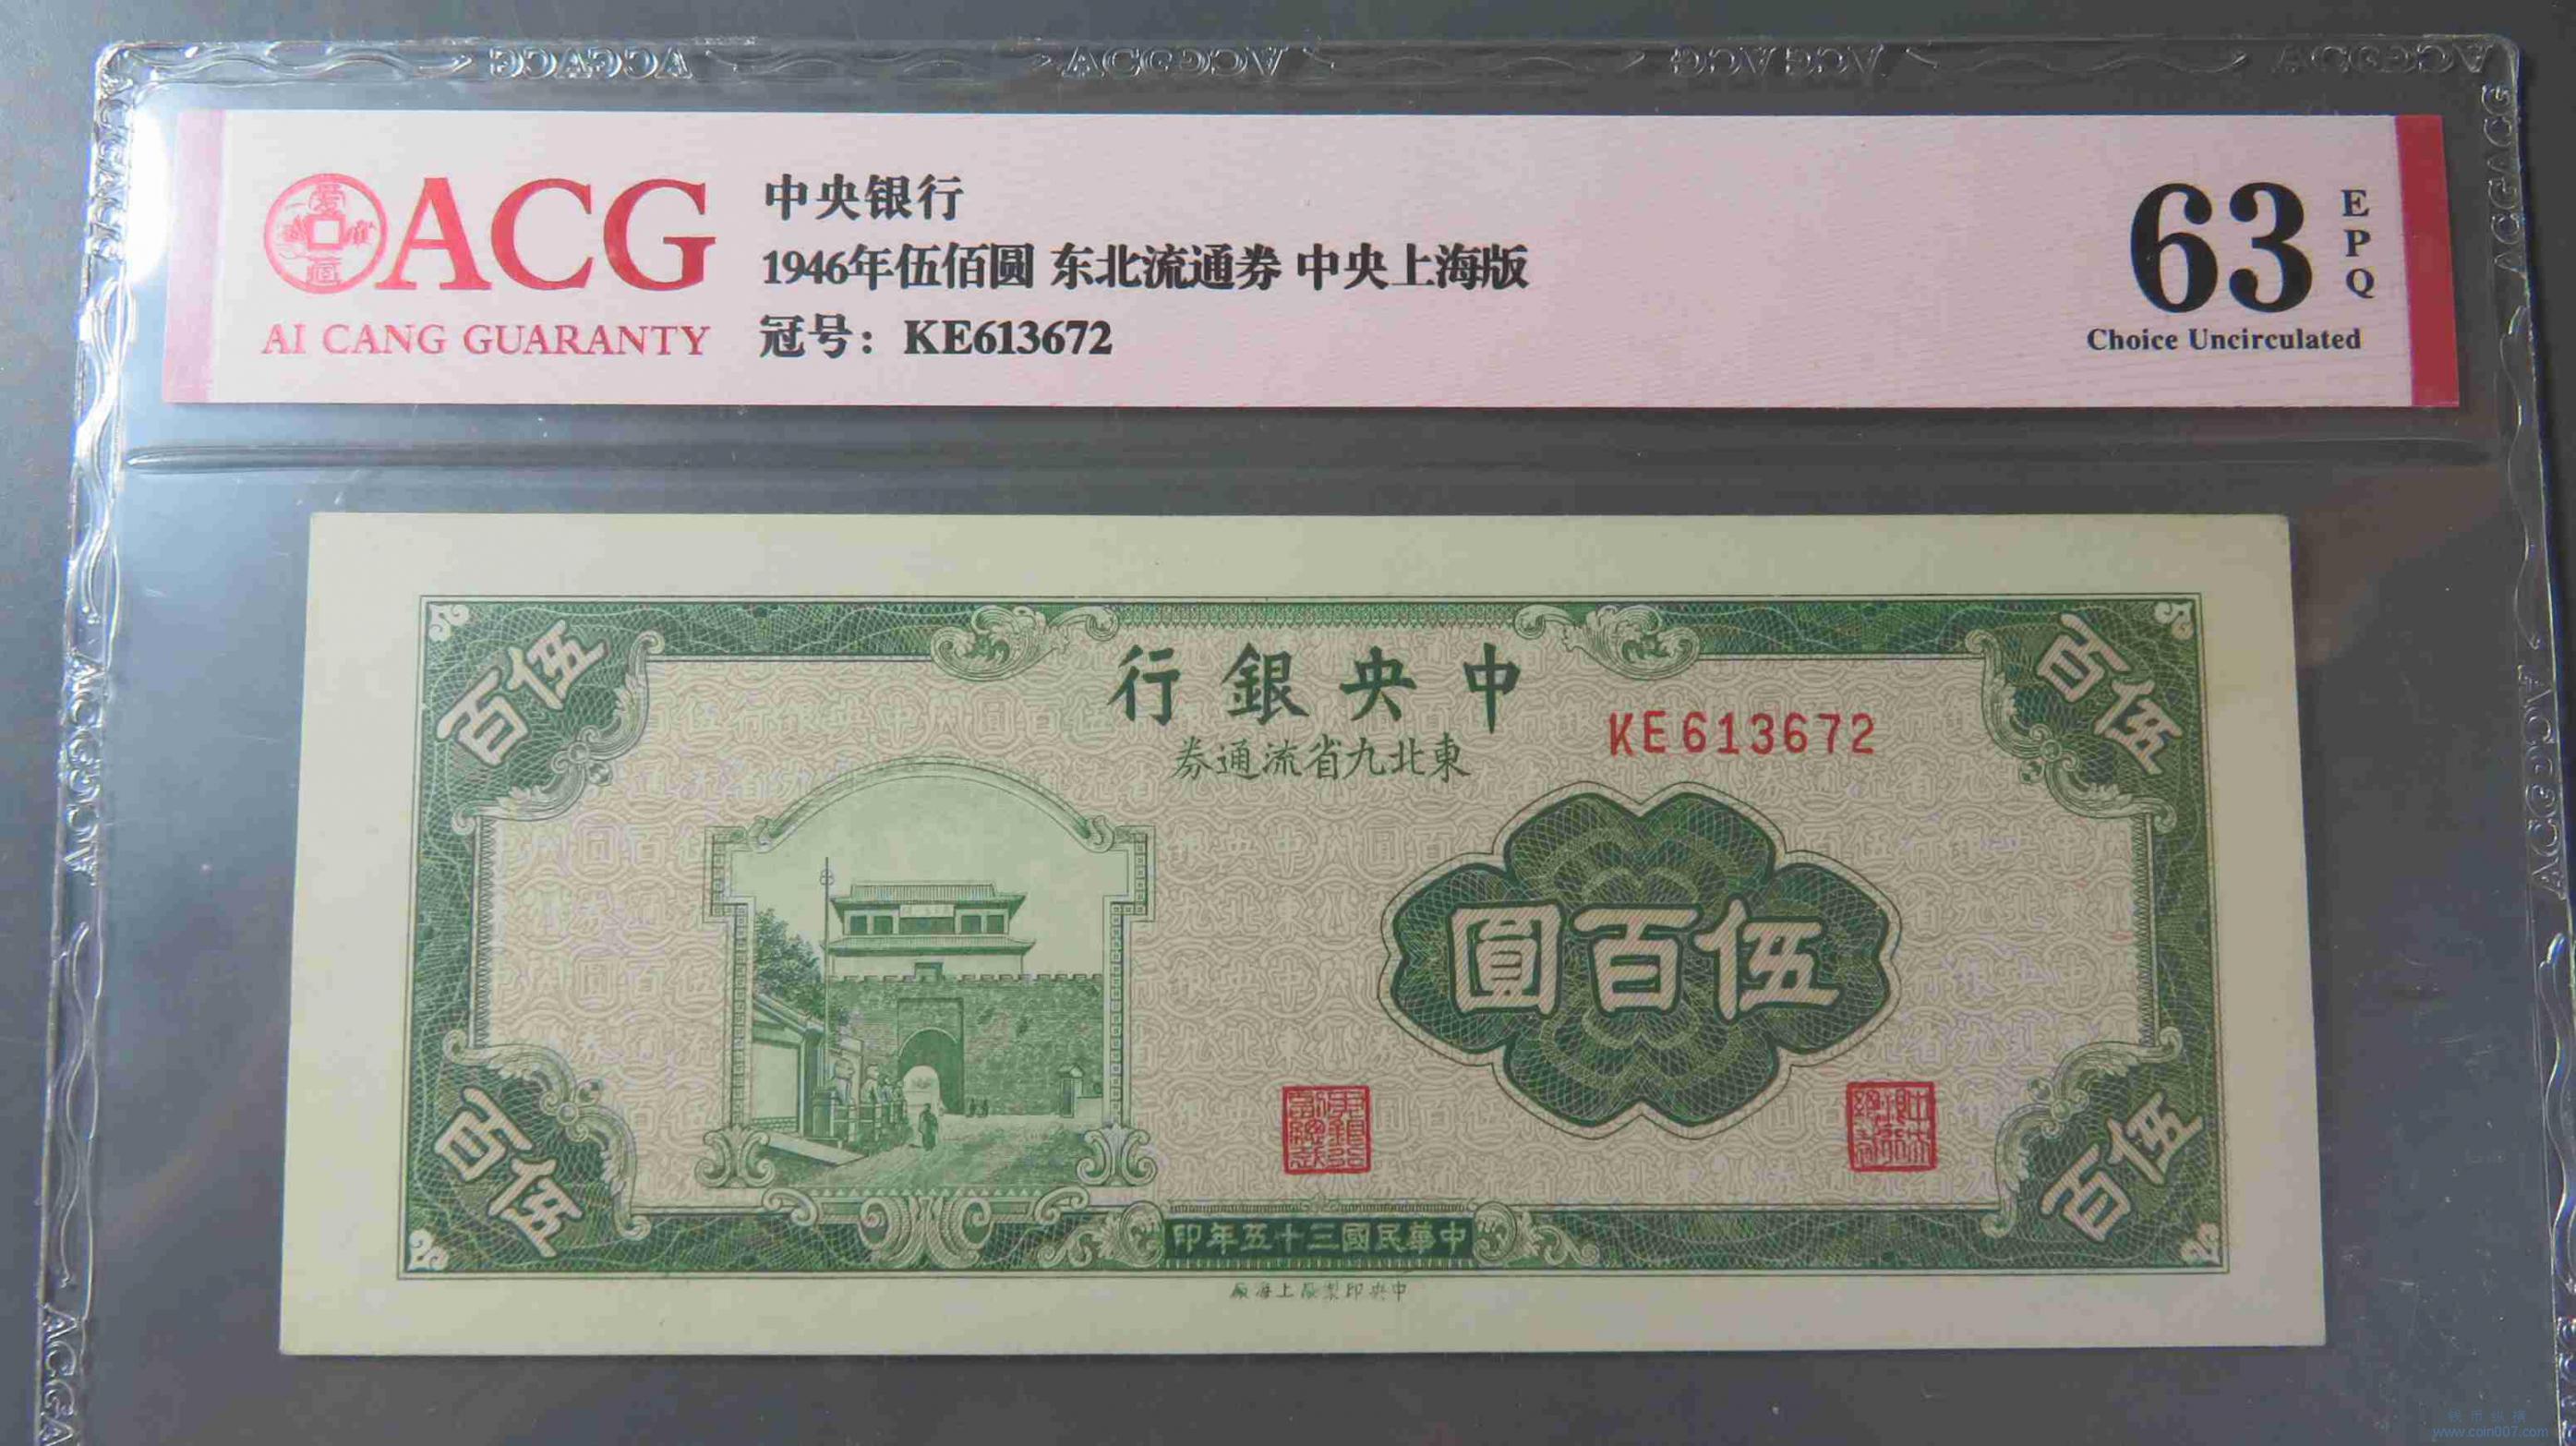 ACG
AI CANG GUARANTY
中央银行
1946年伍佰圆 东北流通券 中央上海版
冠号：KE613672
63
EPQ
Choice Uncirculated
行銀央中
券通流省九北東
KE613672
百伍
百伍
圓百伍
百伍
百伍
印年五十三國民華中
廠海上廠製印央中
www.coin007.com